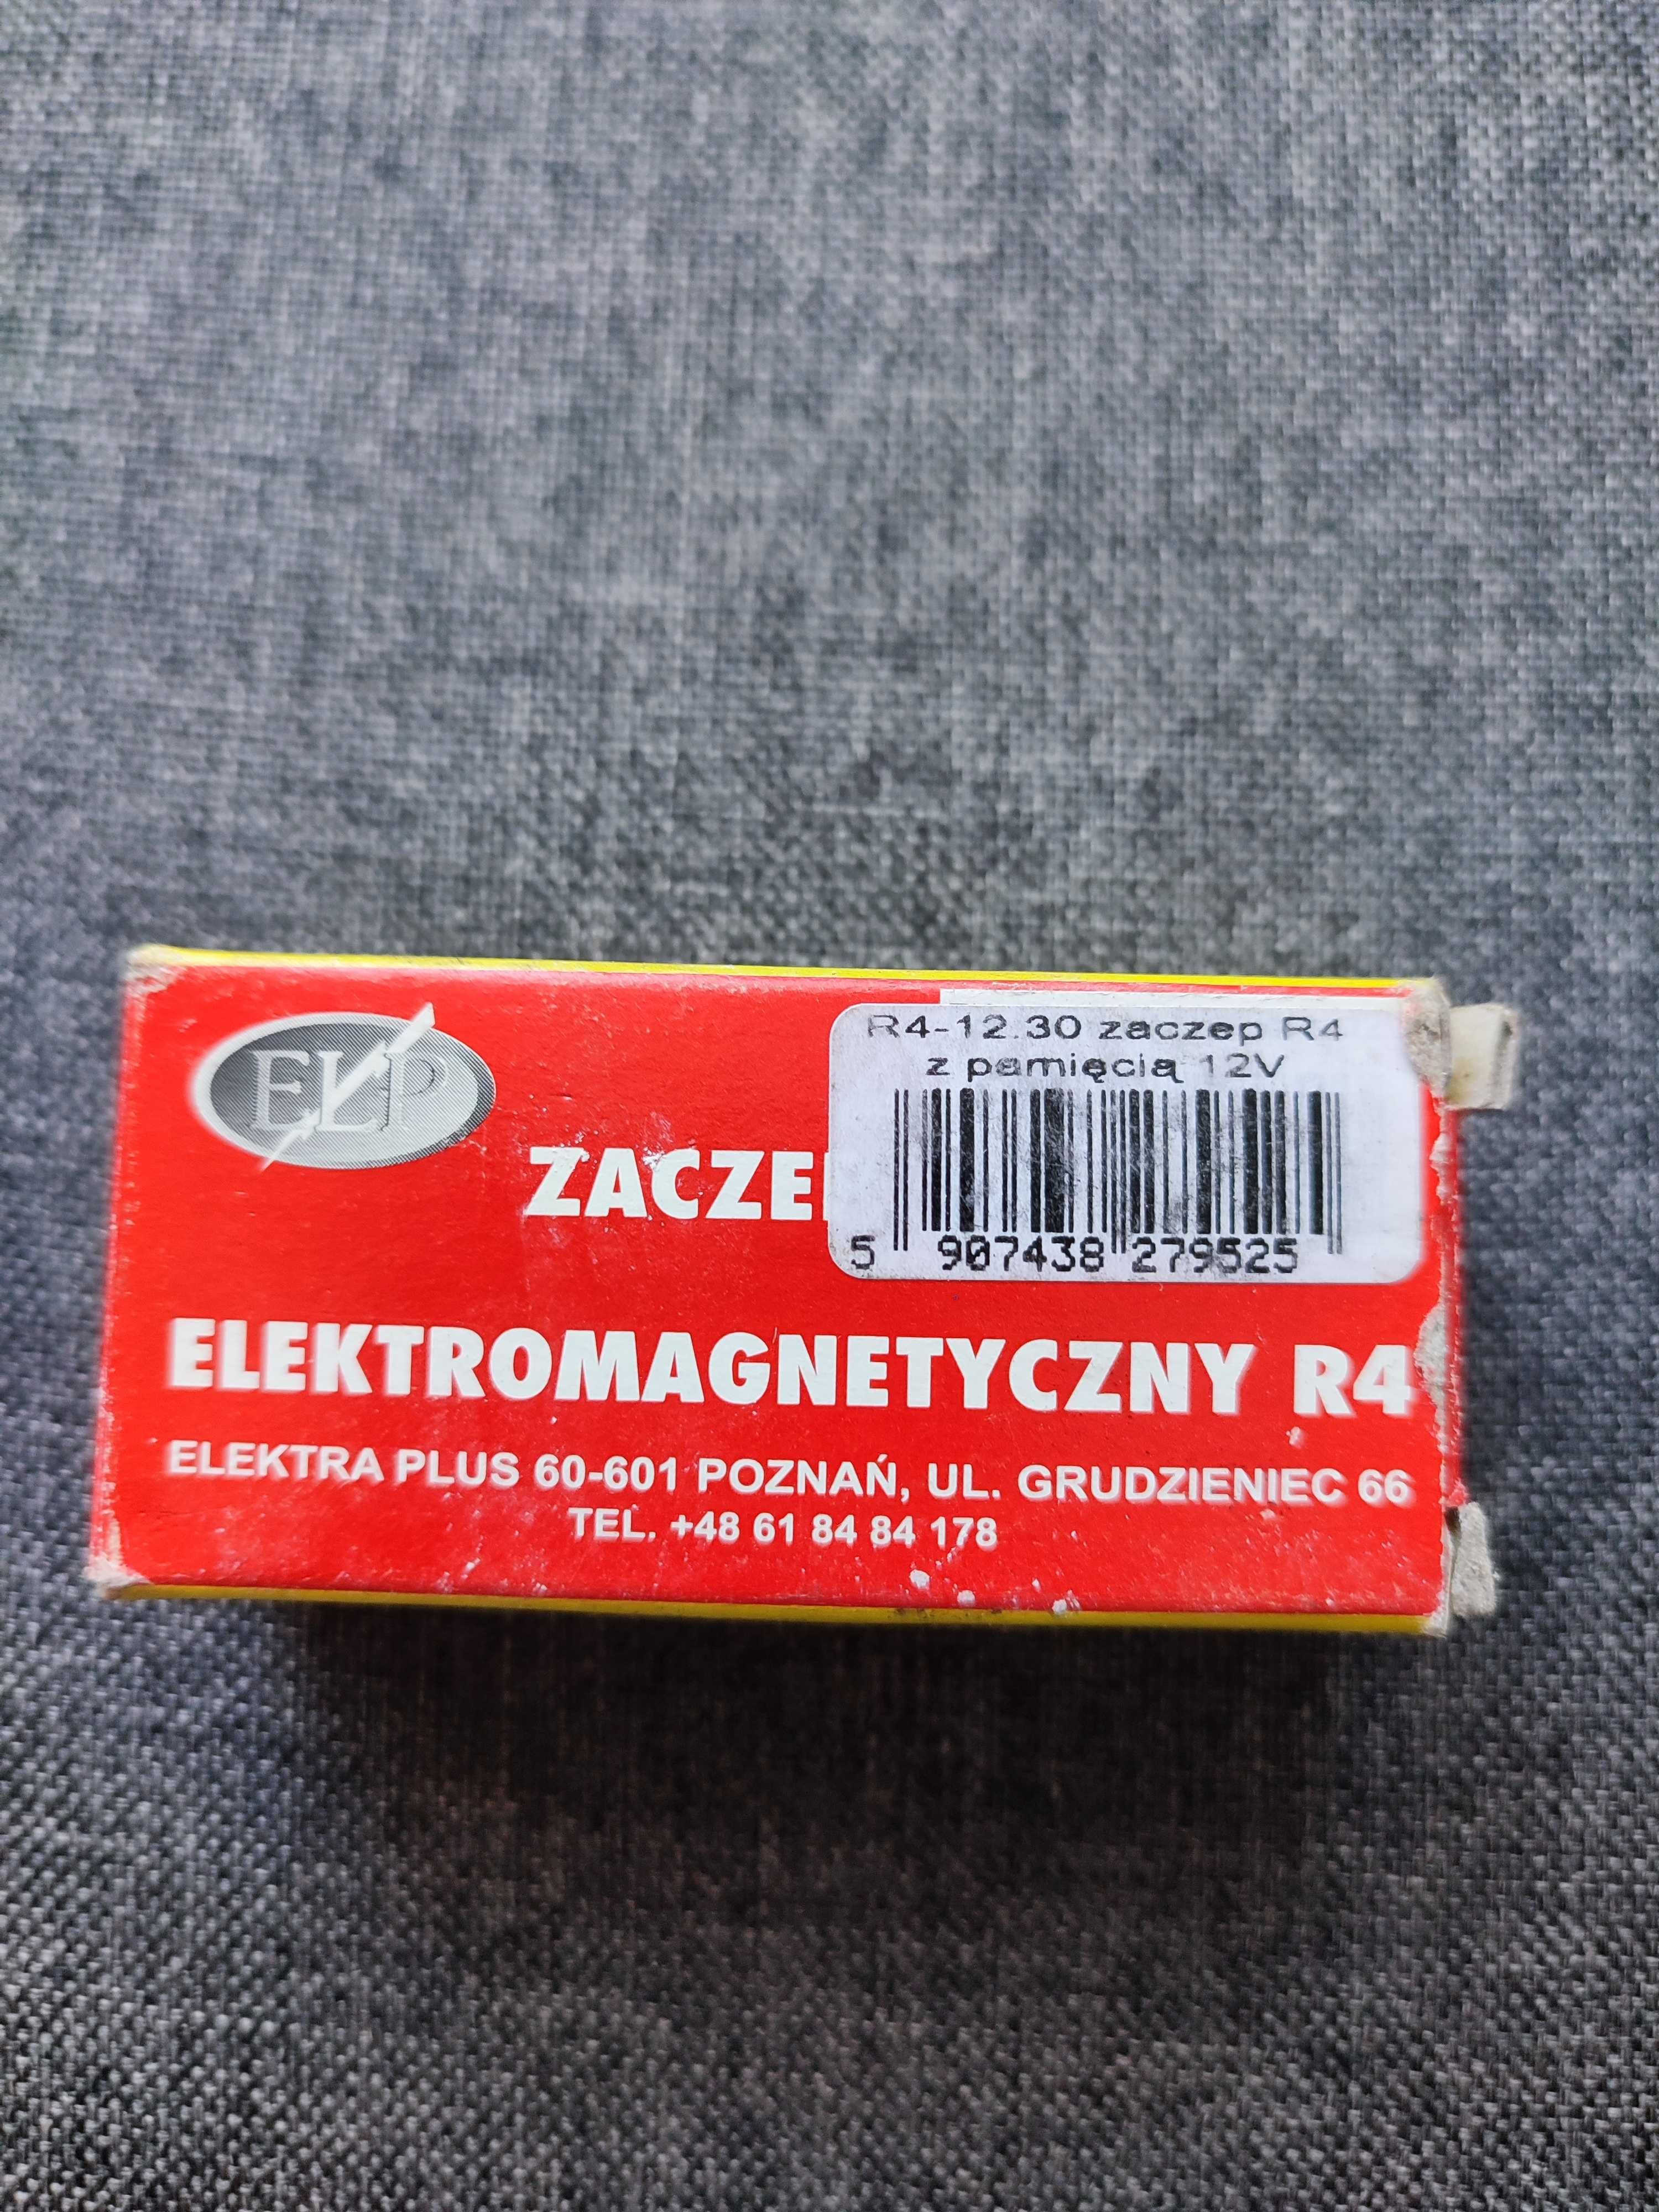 ELP
R4-12.30 zaczep R4
z pamięcią 12V
5 907438 279525
ZACZE
ELEKTROMAGNETYCZNY R4
ELEKTRA PLUS 60-601 POZNAŃ, UL. GRUDZIENIEC 66
TEL. +48 61 84 84 178